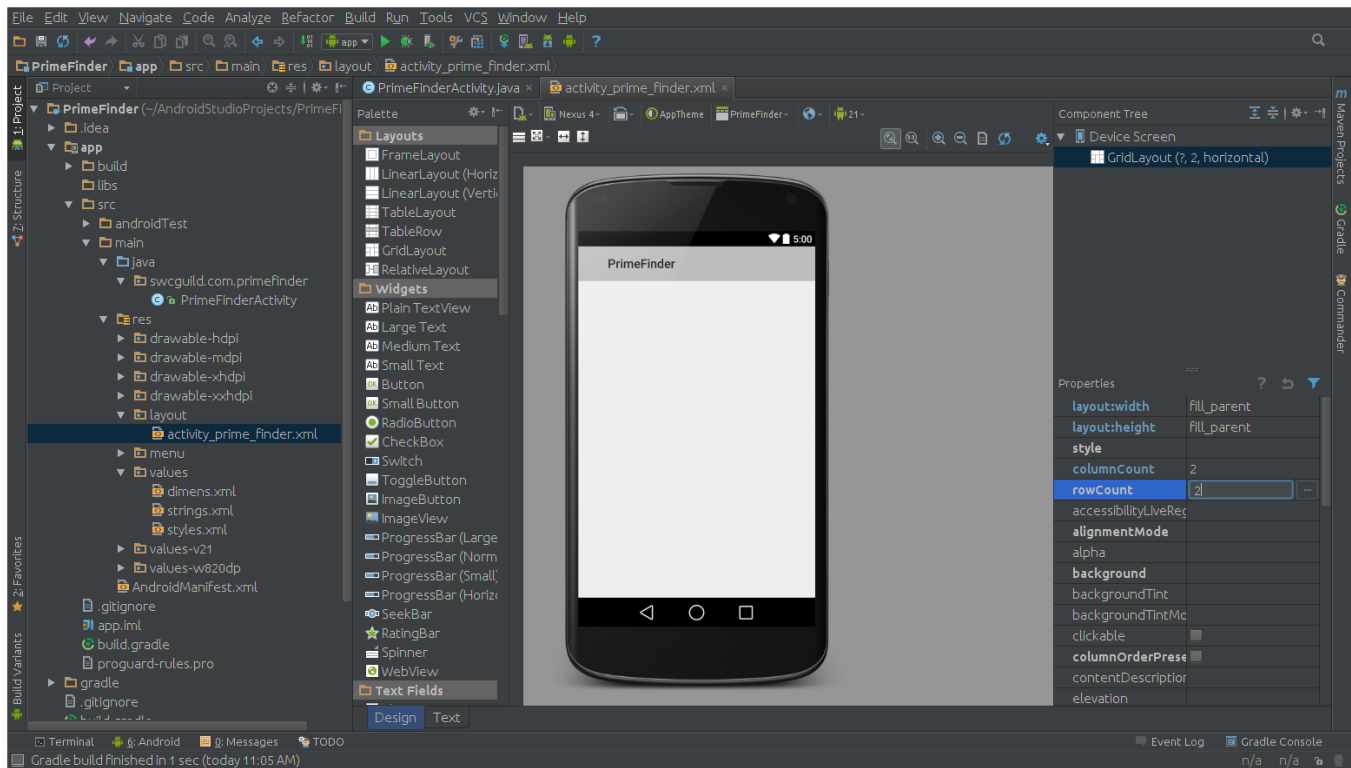 File Edit View Navigate Code Analyze Refactor Build Run Tools VCS Window Help
app
PrimeFinder app src main res layout activity_prime_finder.xml
Project
PrimeFinderActivity.java
activity_prime_finder.xml
1: Project
Z: Structure
2: Favorites
Build Variants
PrimeFinder (~/AndroidStudioProjects/PrimeFi
.idea
app
build
libs
src
androidTest
main
java
swcguild.com.primefinder
PrimeFinderActivity
res
drawable-hdpi
drawable-mdpi
drawable-xhdpi
drawable-xxhdpi
layout
activity_prime_finder.xml
menu
values
dimens.xml
strings.xml
styles.xml
values-v21
values-w820dp
AndroidManifest.xml
.gitignore
app.iml
build.gradle
proguard-rules.pro
gradle
.gitignore
build.gradle
Palette
Layouts
FrameLayout
LinearLayout (Horiz
LinearLayout (Verti
TableLayout
TableRow
GridLayout
RelativeLayout
Widgets
Plain TextView
Large Text
Medium Text
Small Text
Button
Small Button
RadioButton
CheckBox
Switch
ToggleButton
ImageButton
ImageView
ProgressBar (Large
ProgressBar (Norm
ProgressBar (Small)
ProgressBar (Horizo
SeekBar
RatingBar
Spinner
WebView
Text Fields
Nexus 4 AppTheme PrimeFinder 21
5:00
PrimeFinder
Design Text
Component Tree
Device Screen
GridLayout (?, 2, horizontal)
Properties
layout:width fill_parent
layout:height fill_parent
style
columnCount 2
rowCount 2
accessibilityLiveReg
alignmentMode
alpha
background
backgroundTint
backgroundTintMo
clickable
columnOrderPrese
contentDescription
elevation
Maven Projects
Gradle
Commander
Terminal 6: Android 0: Messages TODO Event Log Gradle Console
Gradle build finished in 1 sec (today 11:05 AM) n/a n/a